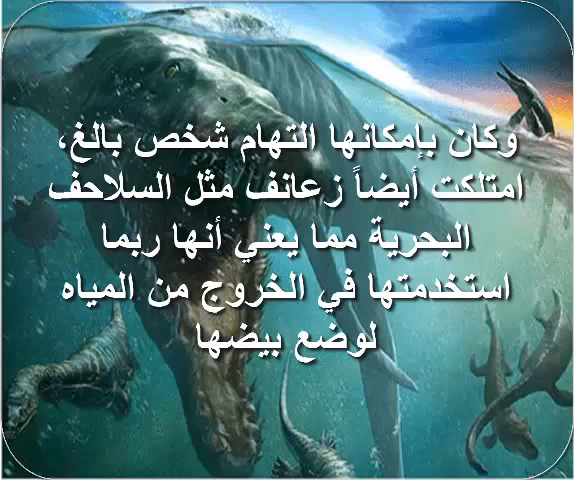 وكان بإمكانها التهام شخص بالغ،
امتلكت أيضاً زعانف مثل السلاحف
البحرية مما يعني أنها ربما
استخدمتها في الخروج من المياه
لوضع بيضها